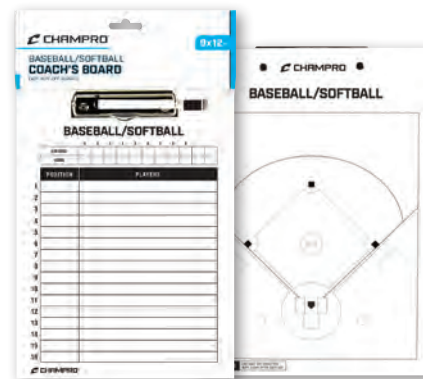 CHAMPRO
9x12"
BASEBALL/SOFTBALL
COACH'S BOARD
BASEBALL/SOFTBALL
POSITION PLAYERS
1
2
3
4
5
6
7
8
9
10
11
12
13
14
15
16
CHAMPRO
CHAMPRO
BASEBALL/SOFTBALL